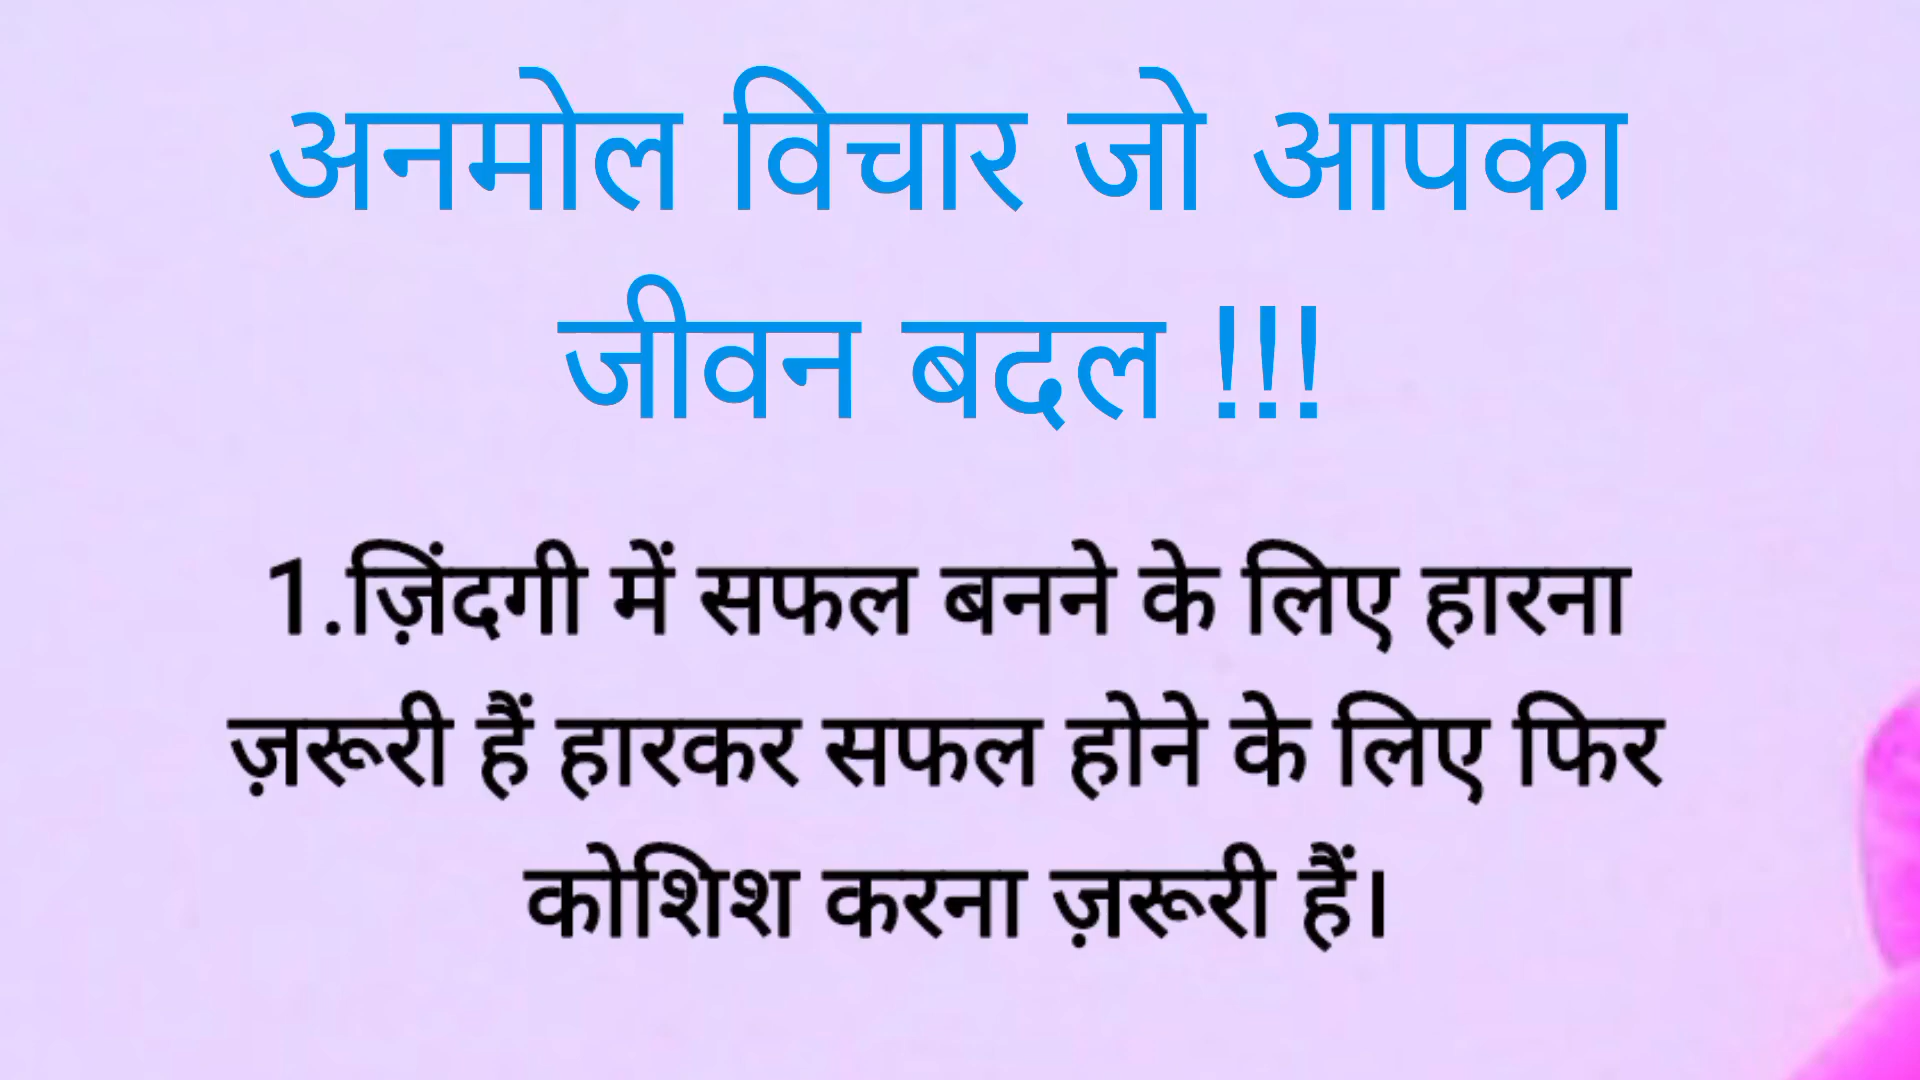 अनमोल विचार जो आपका
जीवन बदल !!!
1.ज़िंदगी में सफल बनने के लिए हारना
ज़रूरी हैं हारकर सफल होने के लिए फिर
कोशिश करना ज़रूरी हैं।